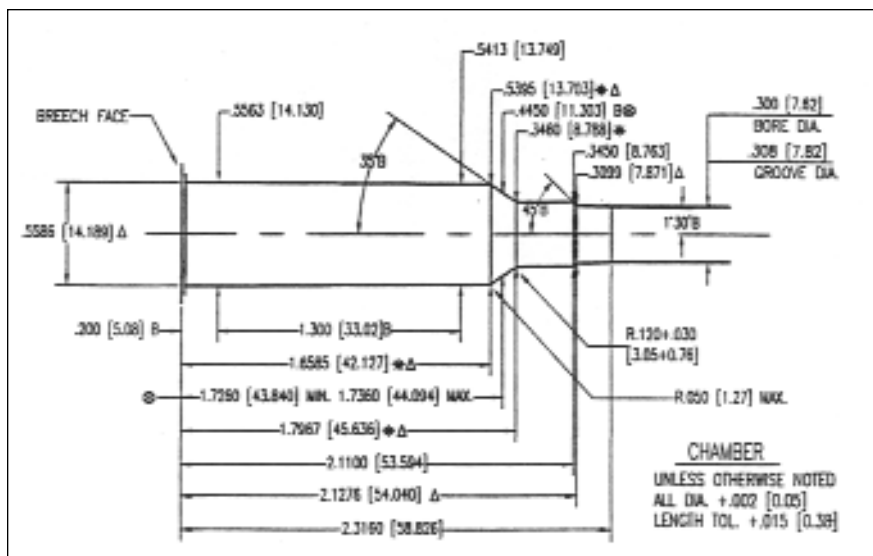 .5413 [13.749]
.5395 [13.703]※Δ
.4450 [11.303] B⊗
.3460 [8.788]※
.3450 [8.763]
.3099 [7.871] Δ
.300 [7.62]
BORE DIA.
.308 [7.82]
GROOVE DIA.
BREECH FACE
.5563 [14.130]
35°B
45°B
1°30'B
.5586 [14.189] Δ
.200 [5.08] B
1.300 [33.02]B
R.120+.030
[3.05+0.76]
1.6585 [42.127]※Δ
⊗ 1.7260 [43.840] MIN. 1.7360 [44.094] MAX.
R.050 [1.27] MAX.
1.7967 [45.636]※Δ
2.1100 [53.594]
2.1276 [54.040] Δ
2.3160 [58.826]
CHAMBER
UNLESS OTHERWISE NOTED
ALL DIA. +.002 [0.05]
LENGTH TOL. +.015 [0.38]